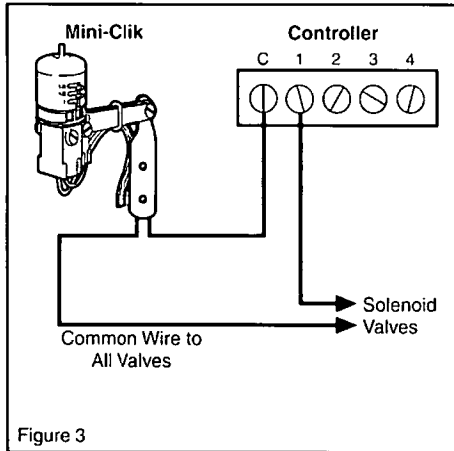 Mini-Clik
Controller
C 1 2 3 4
Solenoid
Valves
Common Wire to
All Valves
Figure 3